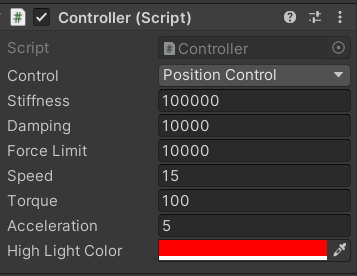 Controller (Script)
Script Controller
Control Position Control
Stiffness 100000
Damping 10000
Force Limit 10000
Speed 15
Torque 100
Acceleration 5
High Light Color